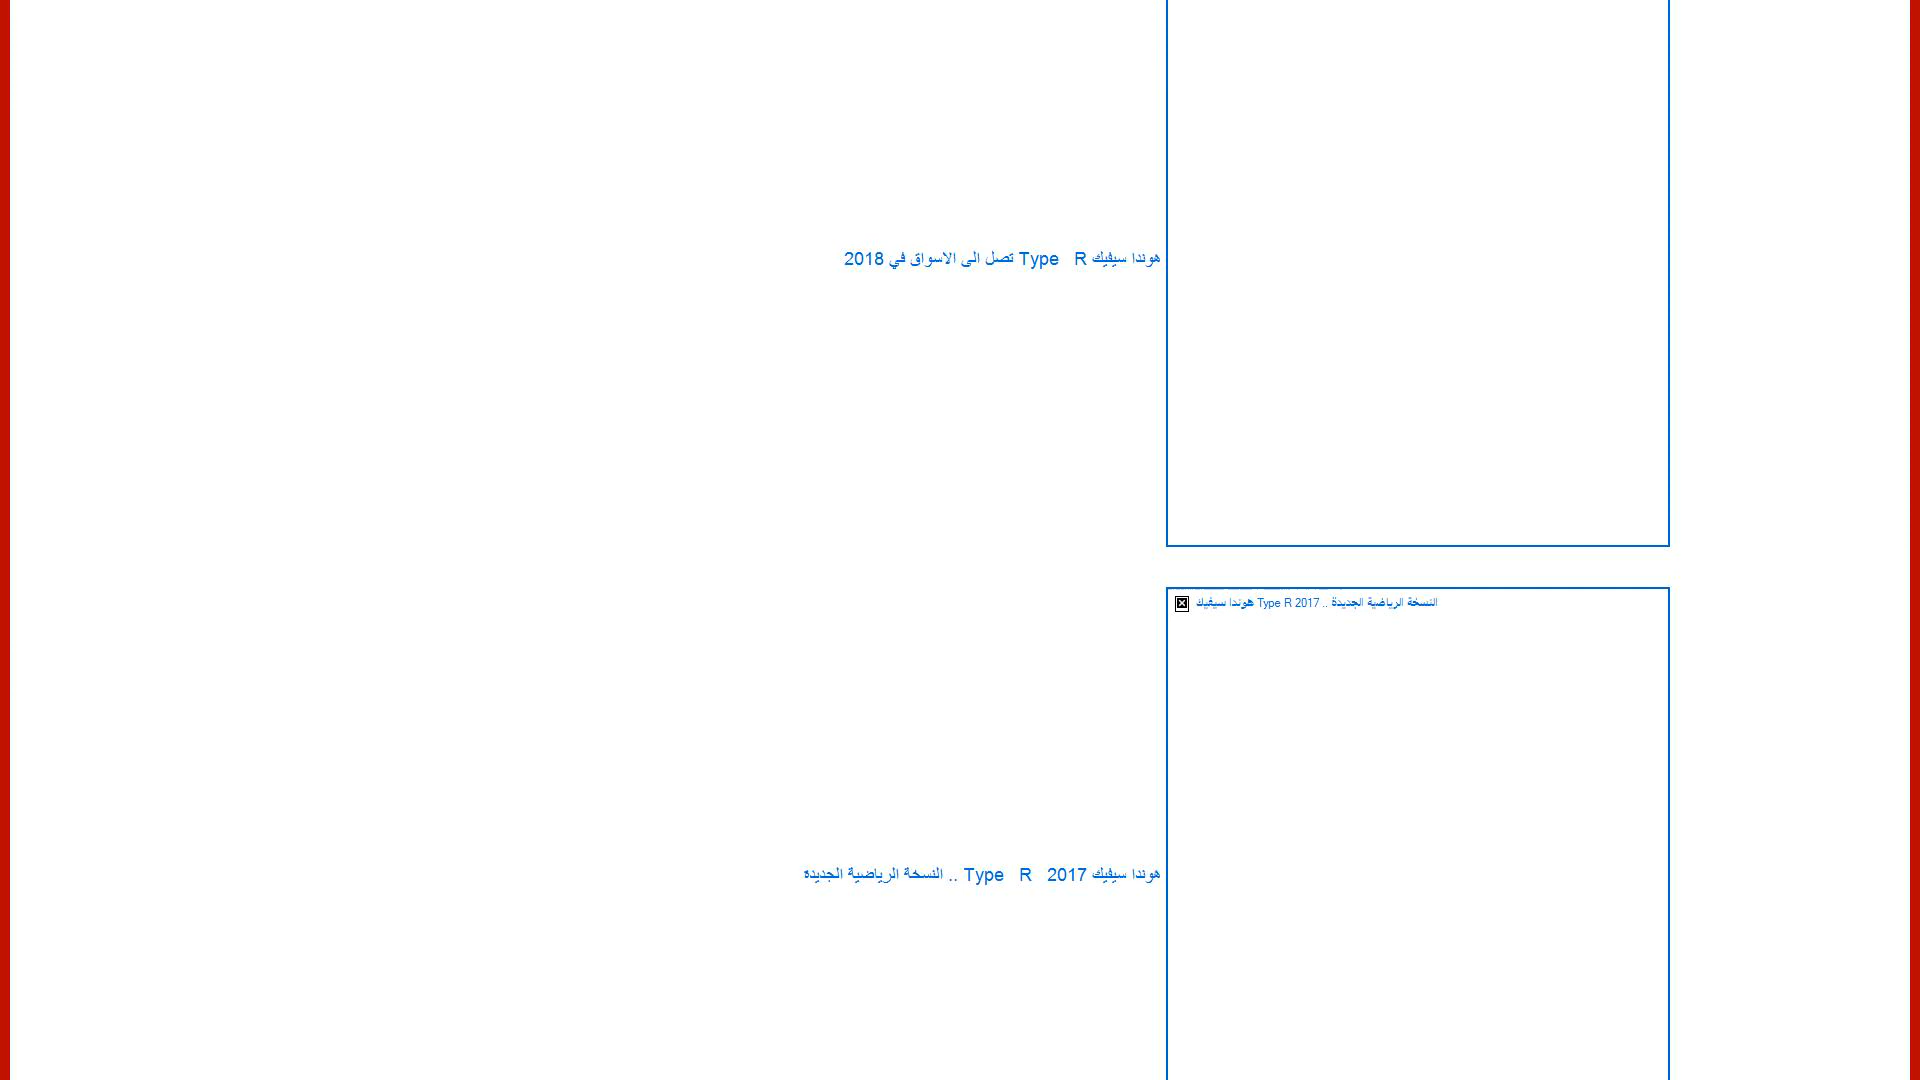 هوندا سيفيك Type R تصل الى الاسواق في 2018
هوندا سيفيك Type R 2017 .. النسخة الرياضية الجديدة
هوندا سيفيك Type R 2017 .. النسخة الرياضية الجديدة